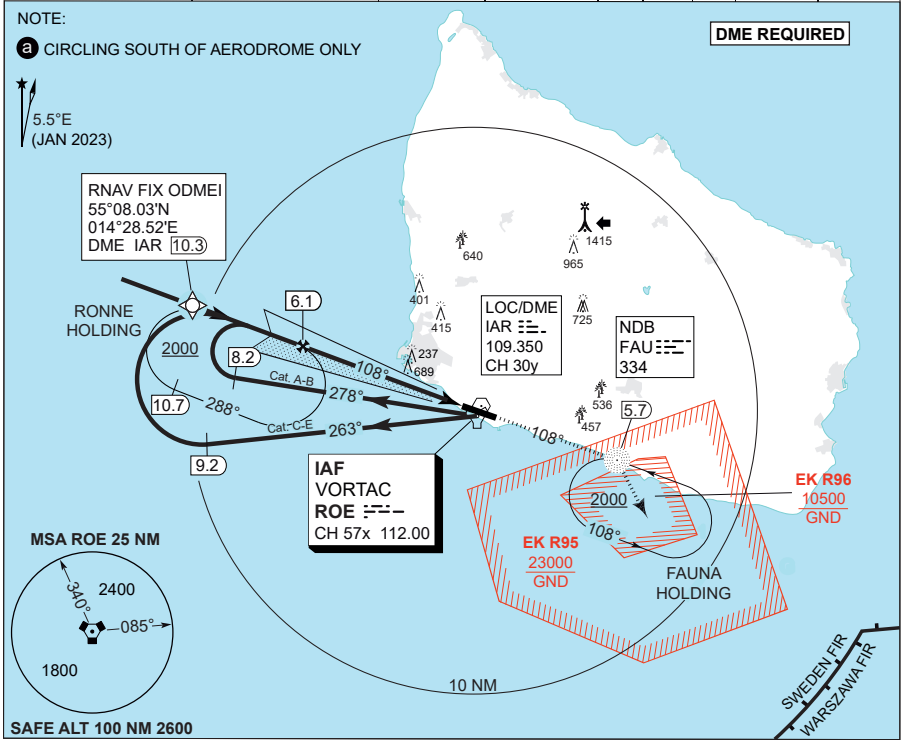 NOTE:
a CIRCLING SOUTH OF AERODROME ONLY
DME REQUIRED
5.5°E
(JAN 2023)
RNAV FIX ODMEI
55°08.03'N
014°28.52'E
DME IAR 10.3
RONNE
HOLDING
2000
6.1
8.2
10.7
9.2
108°
Cat. A-B
278°
288°
Cat. C-E
263°
640
1415
965
401
415
725
237
689
536
457
LOC/DME
IAR
109.350
CH 30y
NDB
FAU
334
5.7
108°
IAF
VORTAC
ROE
CH 57x 112.00
2000
108°
EK R96
10500
GND
EK R95
23000
GND
FAUNA
HOLDING
MSA ROE 25 NM
340°
2400
085°
1800
SAFE ALT 100 NM 2600
10 NM
SWEDEN FIR
WARSZAWA FIR